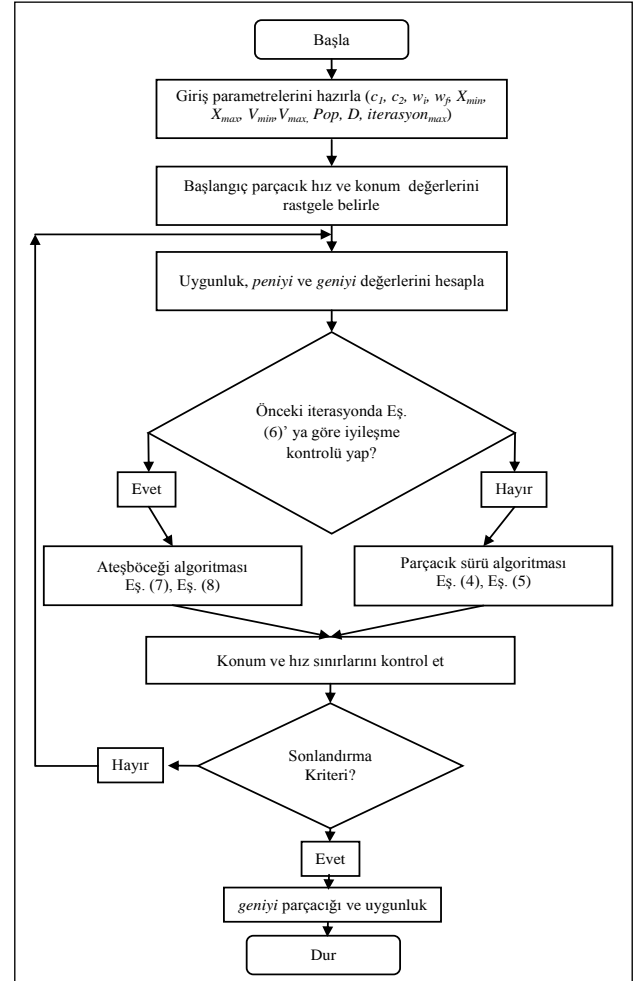 Başla
Giriş parametrelerini hazırla (c1, c2, wi, wf, Xmin,
Xmax, Vmin,Vmax, Pop, D, iterasyonmax)
Başlangıç parçacık hız ve konum değerlerini
rastgele belirle
Uygunluk, peniyi ve geniyi değerlerini hesapla
Önceki iterasyonda Eş.
(6)’ ya göre iyileşme
kontrolü yap?
Evet
Hayır
Ateşböceği algoritması
Eş. (7), Eş. (8)
Parçacık sürü algoritması
Eş. (4), Eş. (5)
Konum ve hız sınırlarını kontrol et
Sonlandırma
Kriteri?
Hayır
Evet
geniyi parçacığı ve uygunluk
Dur